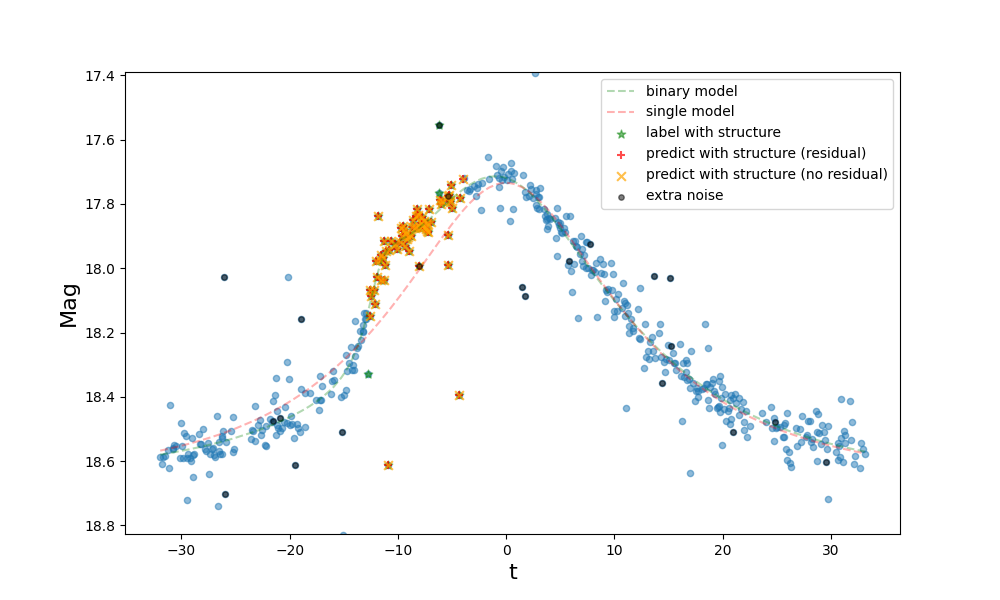 17.4
17.6
17.8
18.0
18.2
18.4
18.6
18.8
Mag
−30
−20
−10
0
10
20
30
t
binary model
single model
label with structure
predict with structure (residual)
predict with structure (no residual)
extra noise